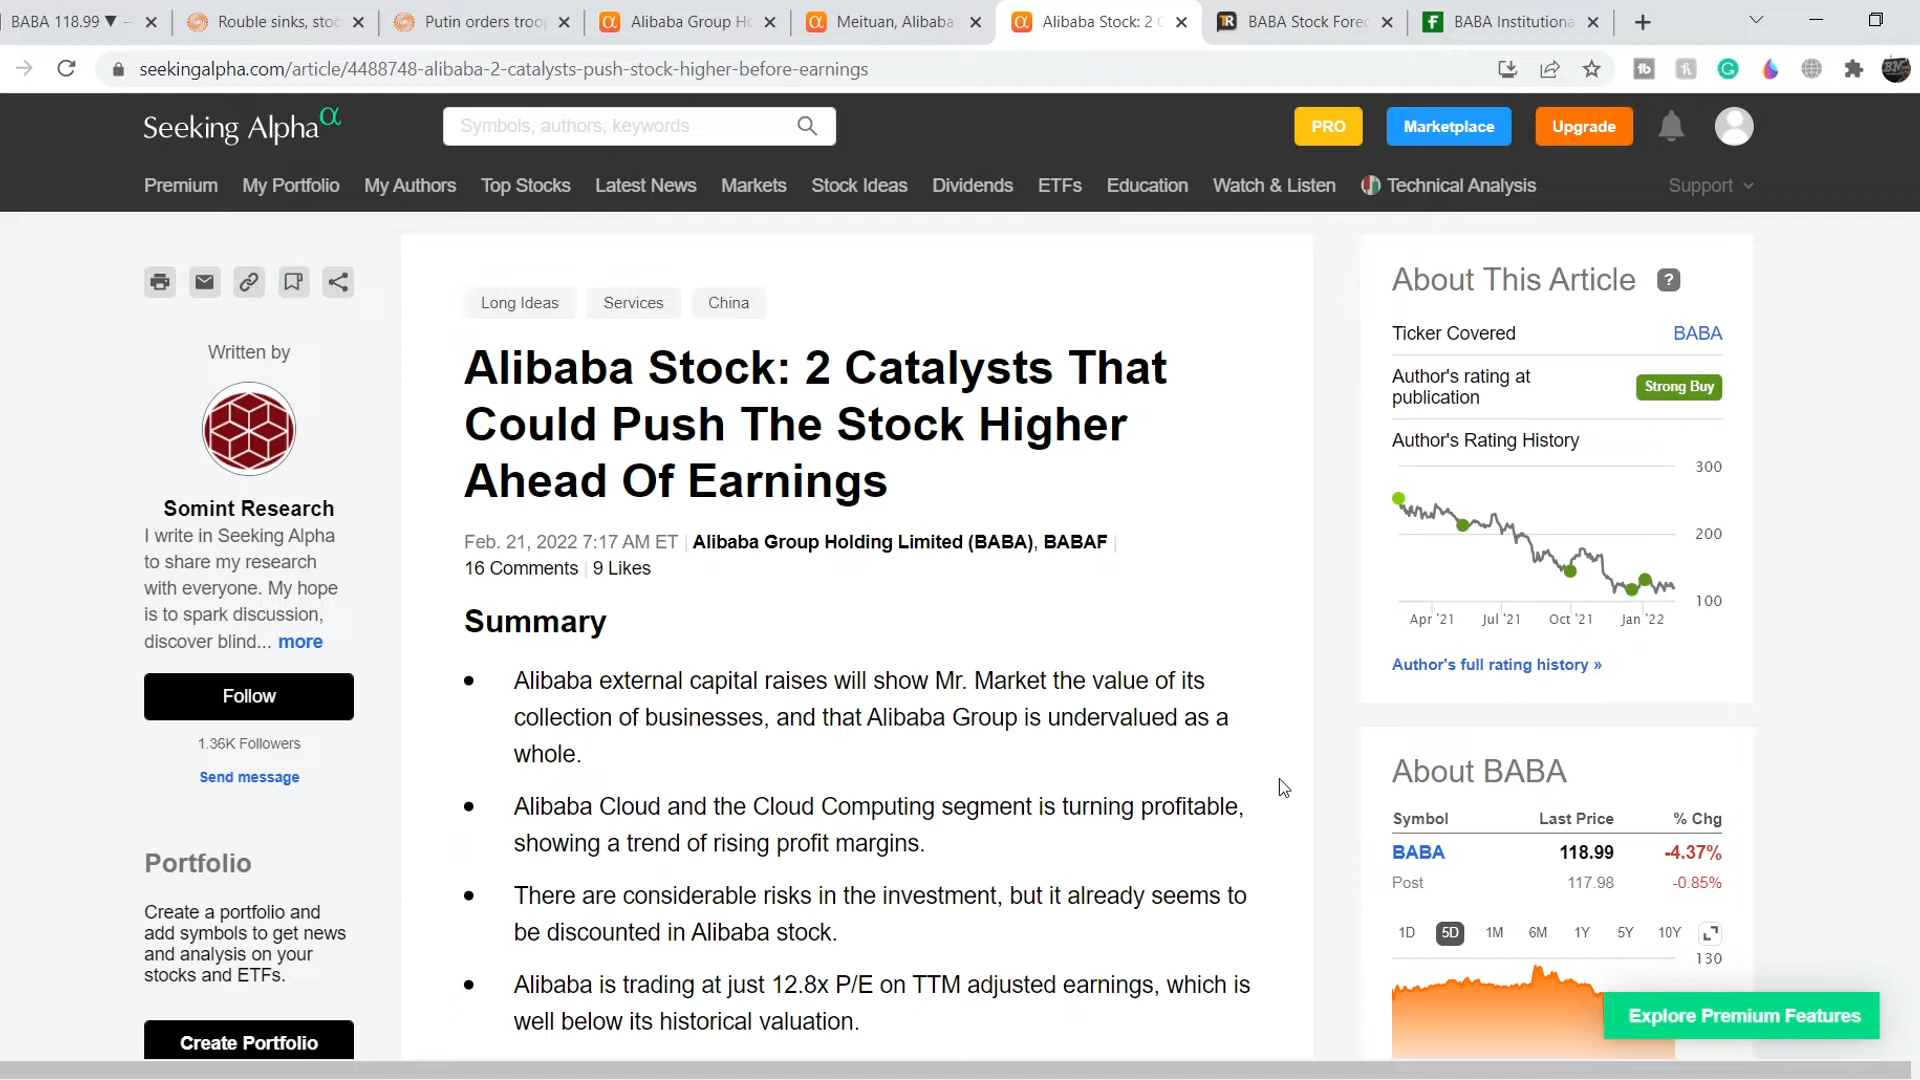 BABA 118.99 ▼
Rouble sinks, stoc
Putin orders troo
Alibaba Group Ho
Meituan, Alibaba
Alibaba Stock: 2 C
BABA Stock Forec
BABA Institutiona
seekingalpha.com/article/4488748-alibaba-2-catalysts-push-stock-higher-before-earnings
Seeking Alpha α
Symbols, authors, keywords
PRO
Marketplace
Upgrade
Premium My Portfolio My Authors Top Stocks Latest News Markets Stock Ideas Dividends ETFs Education Watch & Listen Technical Analysis Support
Written by
Somint Research
I write in Seeking Alpha
to share my research
with everyone. My hope
is to spark discussion,
discover blind... more
Follow
1.36K Followers
Send message
Portfolio
Create a portfolio and
add symbols to get news
and analysis on your
stocks and ETFs.
Create Portfolio
Long Ideas Services China
Alibaba Stock: 2 Catalysts That
Could Push The Stock Higher
Ahead Of Earnings
Feb. 21, 2022 7:17 AM ET | Alibaba Group Holding Limited (BABA), BABAF |
16 Comments | 9 Likes
Summary
• Alibaba external capital raises will show Mr. Market the value of its
collection of businesses, and that Alibaba Group is undervalued as a
whole.
• Alibaba Cloud and the Cloud Computing segment is turning profitable,
showing a trend of rising profit margins.
• There are considerable risks in the investment, but it already seems to
be discounted in Alibaba stock.
• Alibaba is trading at just 12.8x P/E on TTM adjusted earnings, which is
well below its historical valuation.
About This Article ?
Ticker Covered BABA
Author's rating at
publication
Strong Buy
Author's Rating History
300
200
100
Apr '21 Jul '21 Oct '21 Jan '22
Author's full rating history »
About BABA
Symbol Last Price % Chg
BABA 118.99 -4.37%
Post 117.98 -0.85%
1D 5D 1M 6M 1Y 5Y 10Y
130
Explore Premium Features